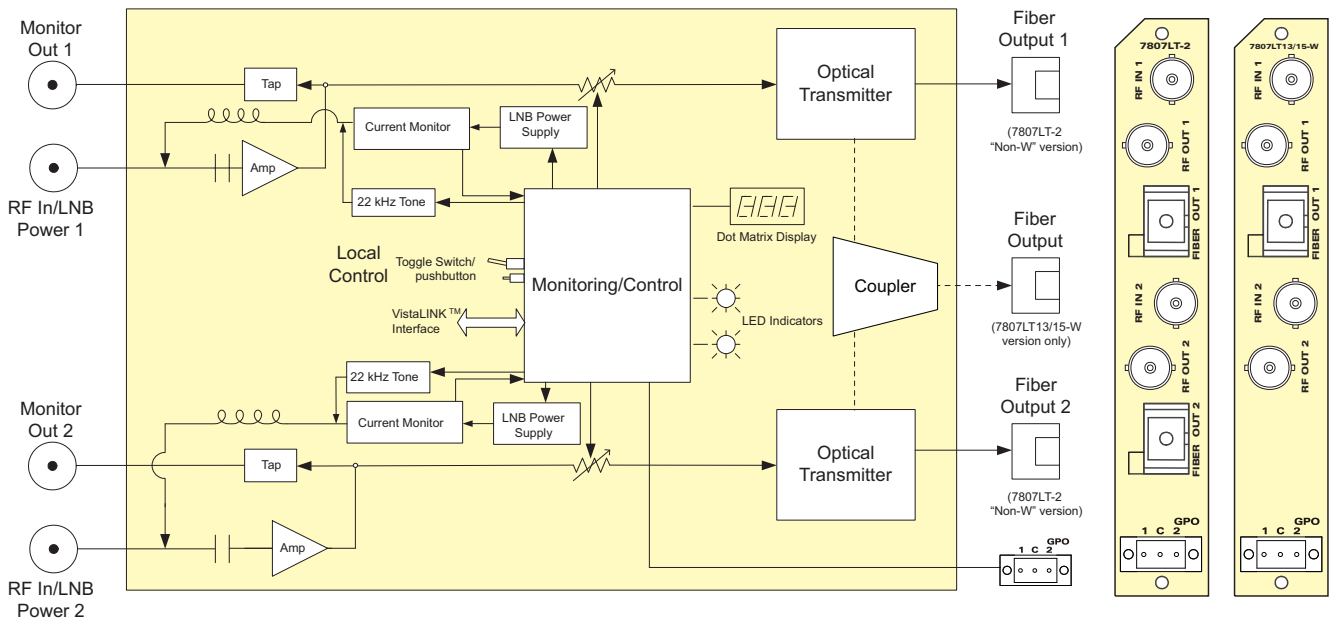 Monitor
Out 1
RF In/LNB
Power 1
Tap
Current Monitor
LNB Power
Supply
Amp
22 kHz Tone
Local
Control
Toggle Switch/
pushbutton
VistaLINK™
Interface
Monitoring/Control
Dot Matrix Display
LED Indicators
Optical
Transmitter
Coupler
Fiber
Output 1
(7807LT-2
"Non-W" version)
Fiber
Output
(7807LT13/15-W
version only)
Fiber
Output 2
(7807LT-2
"Non-W" version)
Monitor
Out 2
RF In/LNB
Power 2
22 kHz Tone
Current Monitor
LNB Power
Supply
Tap
Amp
Optical
Transmitter
GPO
1 C 2
7807LT-2
RF IN 1
RF OUT 1
FIBER OUT 1
RF IN 2
RF OUT 2
FIBER OUT 2
GPO
1 C 2
7807LT13/15-W
RF IN 1
RF OUT 1
FIBER OUT 1
RF IN 2
RF OUT 2
GPO
1 C 2